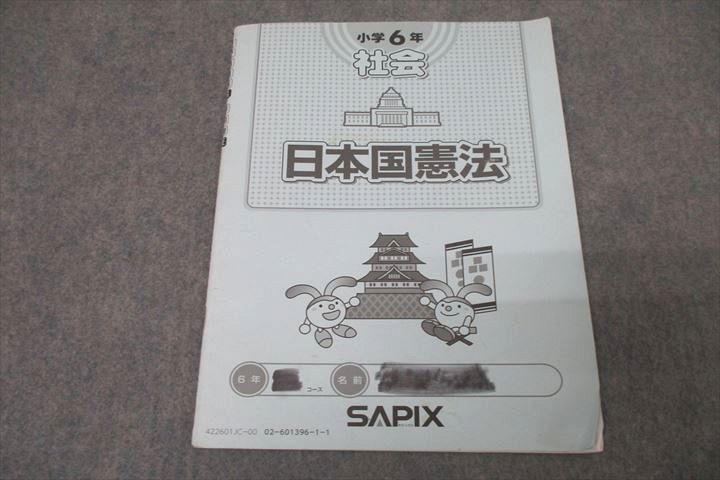 小学6年
社会
日本国憲法
6年 コース 名前
SAPIX
422601JC-00 02-601396-1-1